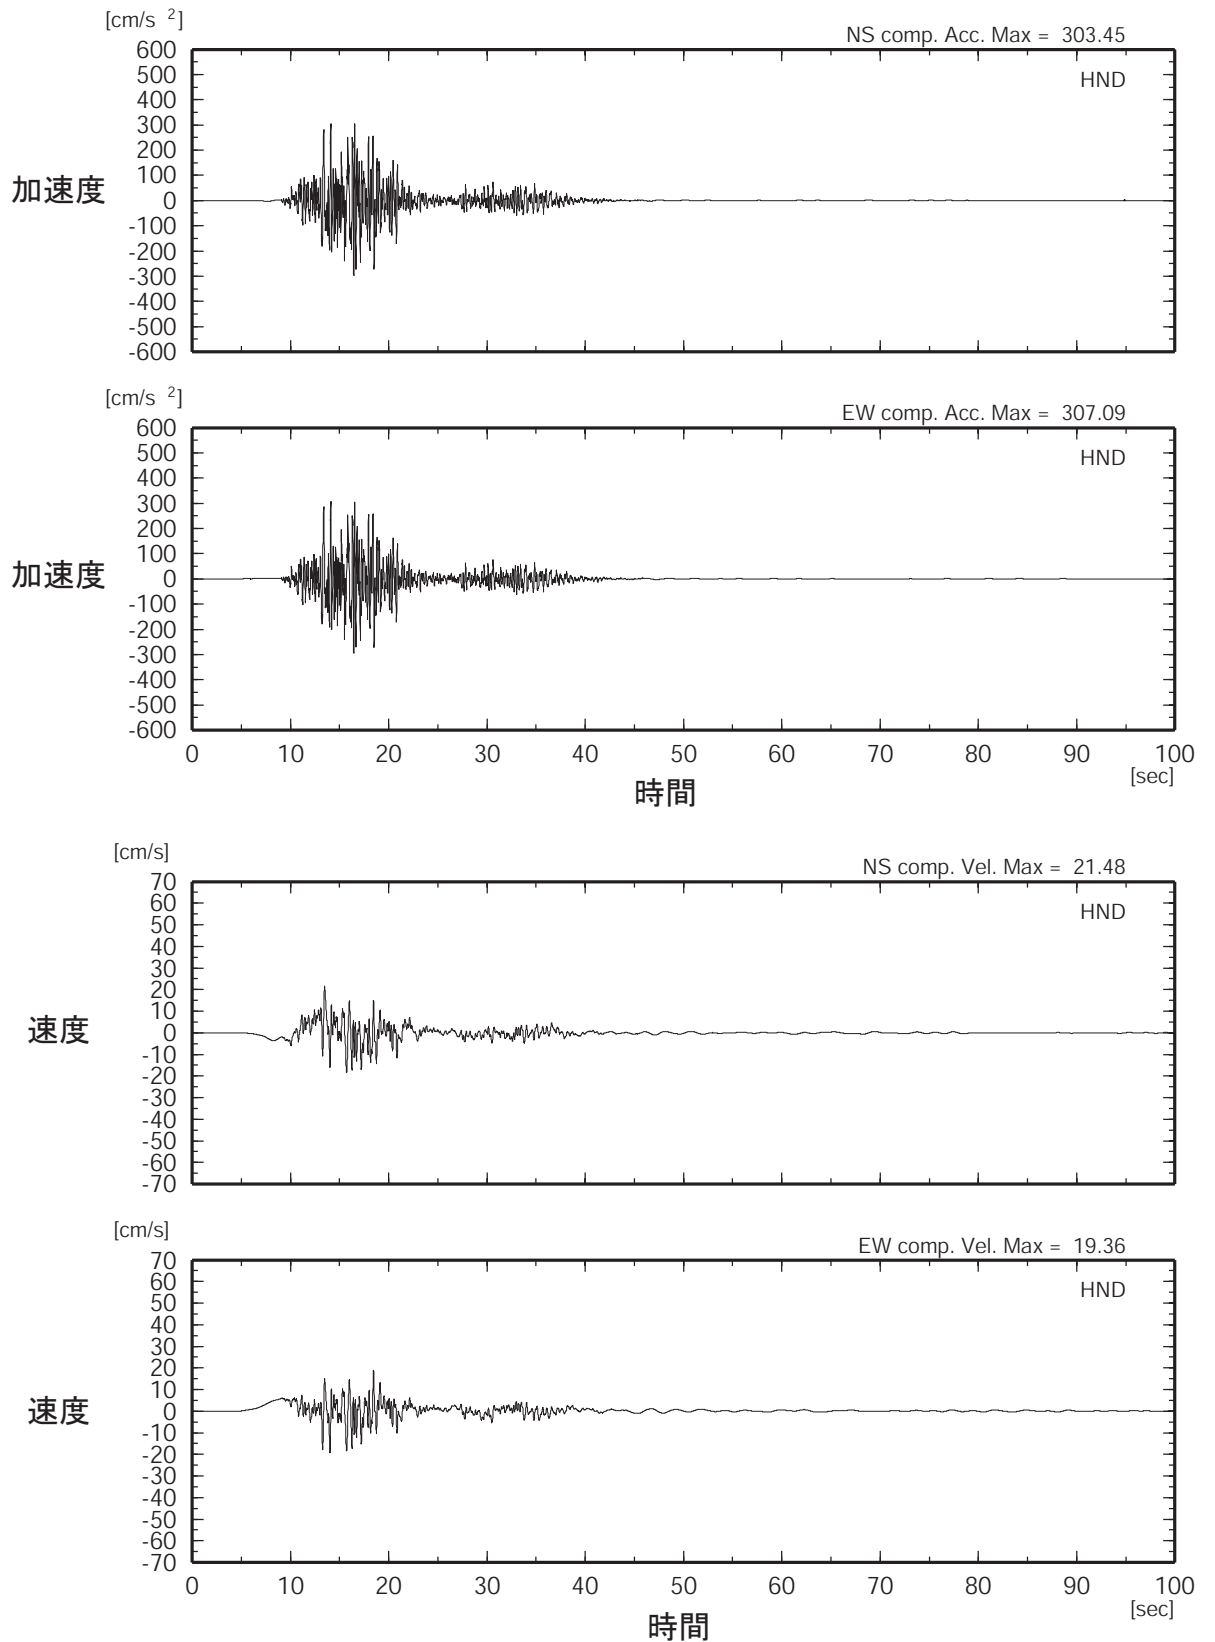 [cm/s 2]
NS comp. Acc. Max = 303.45
HND
600
500
400
300
200
100
0
-100
-200
-300
-400
-500
-600
加速度
[cm/s 2]
EW comp. Acc. Max = 307.09
HND
600
500
400
300
200
100
0
-100
-200
-300
-400
-500
-600
加速度
0 10 20 30 40 50 60 70 80 90 100
[sec]
時間
[cm/s]
NS comp. Vel. Max = 21.48
HND
70
60
50
40
30
20
10
0
-10
-20
-30
-40
-50
-60
-70
速度
[cm/s]
EW comp. Vel. Max = 19.36
HND
70
60
50
40
30
20
10
0
-10
-20
-30
-40
-50
-60
-70
速度
0 10 20 30 40 50 60 70 80 90 100
[sec]
時間